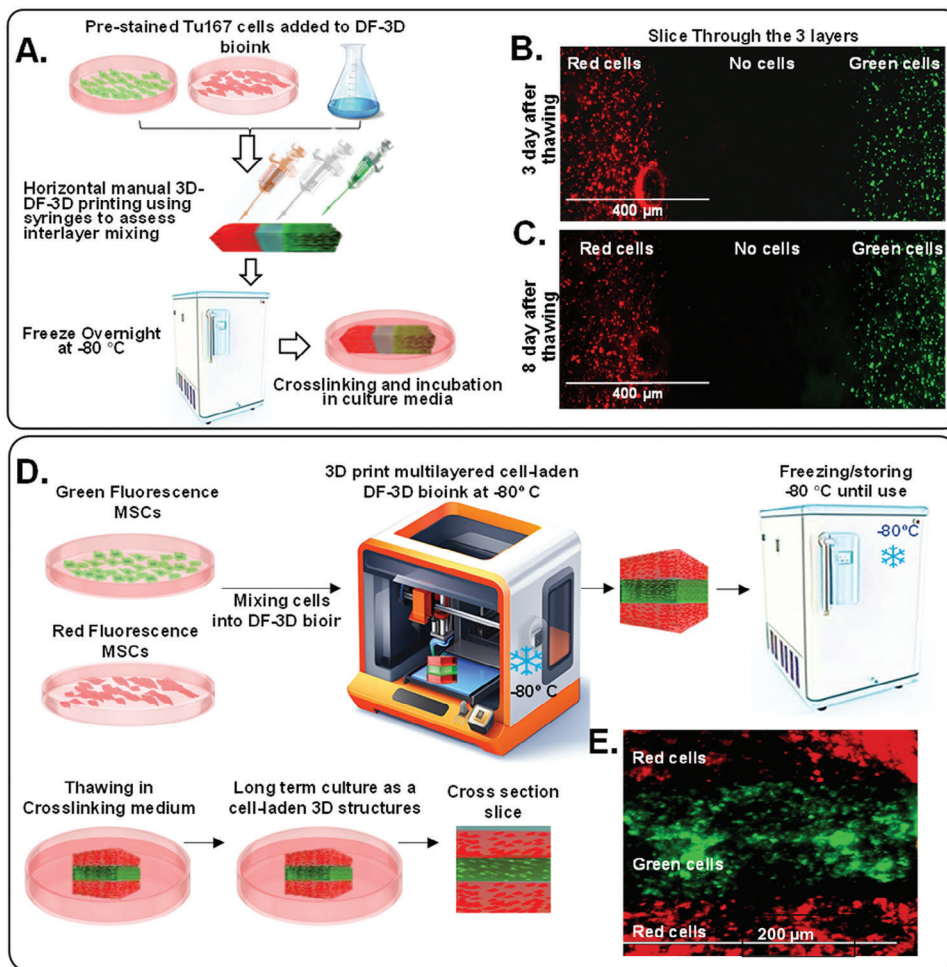 A.
Pre-stained Tu167 cells added to DF-3D
bioink
Horizontal manual 3D-
DF-3D printing using
syringes to assess
interlayer mixing
Freeze Overnight
at -80 °C
Crosslinking and incubation
in culture media
B.
Slice Through the 3 layers
Red cells
No cells
Green cells
3 day after
thawing
400 µm
C.
Red cells
No cells
Green cells
8 day after
thawing
400 µm
D.
Green Fluorescence
MSCs
Red Fluorescence
MSCs
Mixing cells
into DF-3D bioir
3D print multilayered cell-laden
DF-3D bioink at -80° C
-80° C
Freezing/storing
-80 °C until use
-80°C
Thawing in
Crosslinking medium
Long term culture as a
cell-laden 3D structures
Cross section
slice
E.
Red cells
Green cells
Red cells
200 µm